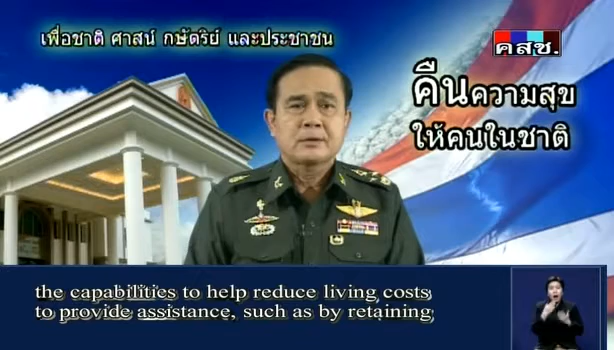 เพื่อชาติ ศาสน์ กษัตริย์ และประชาชน
คสช.
คืนความสุข
ให้คนในชาติ
the capabilities to help reduce living costs
to provide assistance, such as by retaining